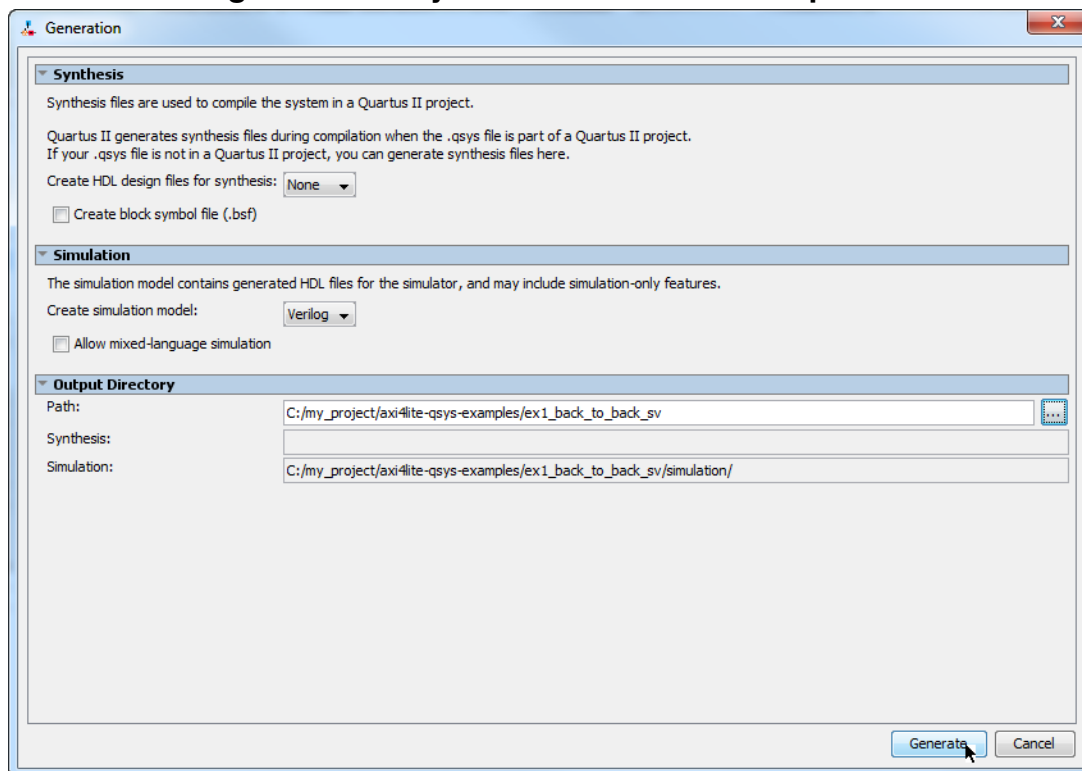 Generation
Synthesis
Synthesis files are used to compile the system in a Quartus II project.
Quartus II generates synthesis files during compilation when the .qsys file is part of a Quartus II project.
If your .qsys file is not in a Quartus II project, you can generate synthesis files here.
Create HDL design files for synthesis: None
Create block symbol file (.bsf)
Simulation
The simulation model contains generated HDL files for the simulator, and may include simulation-only features.
Create simulation model: Verilog
Allow mixed-language simulation
Output Directory
Path: C:/my_project/axi4lite-qsys-examples/ex1_back_to_back_sv ...
Synthesis:
Simulation: C:/my_project/axi4lite-qsys-examples/ex1_back_to_back_sv/simulation/
Generate Cancel